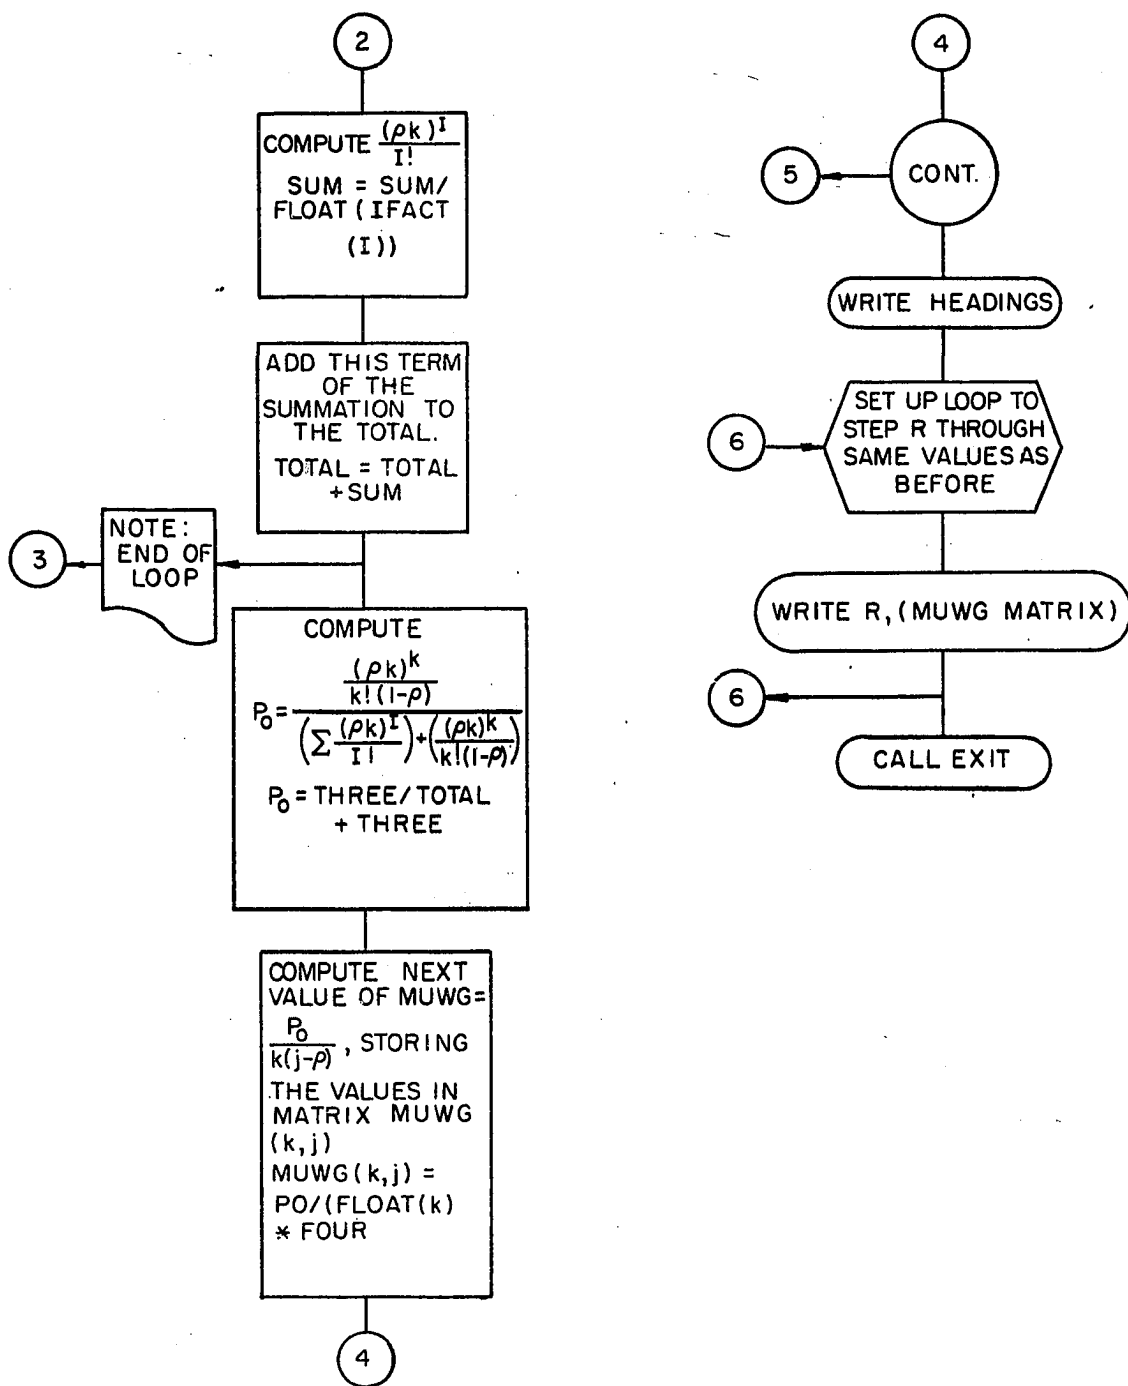 2
COMPUTE (ρk)^I / I!
SUM = SUM/
FLOAT (IFACT
(I))
ADD THIS TERM
OF THE
SUMMATION TO
THE TOTAL.
TOTAL = TOTAL
+SUM
NOTE:
END OF
LOOP
3
COMPUTE
P₀ = ((ρk)^k / k!(1-ρ)) / ((∑ (ρk)^I / I!) + ((ρk)^k / k!(1-ρ)))
P₀ = THREE/TOTAL
+ THREE
COMPUTE NEXT
VALUE OF MUWG=
P₀ / k(j-ρ), STORING
THE VALUES IN
MATRIX MUWG
(k,j)
MUWG(k,j) =
PO/(FLOAT(k)
* FOUR
4
4
5
CONT.
WRITE HEADINGS
6
SET UP LOOP TO
STEP R THROUGH
SAME VALUES AS
BEFORE
WRITE R, (MUWG MATRIX)
6
CALL EXIT